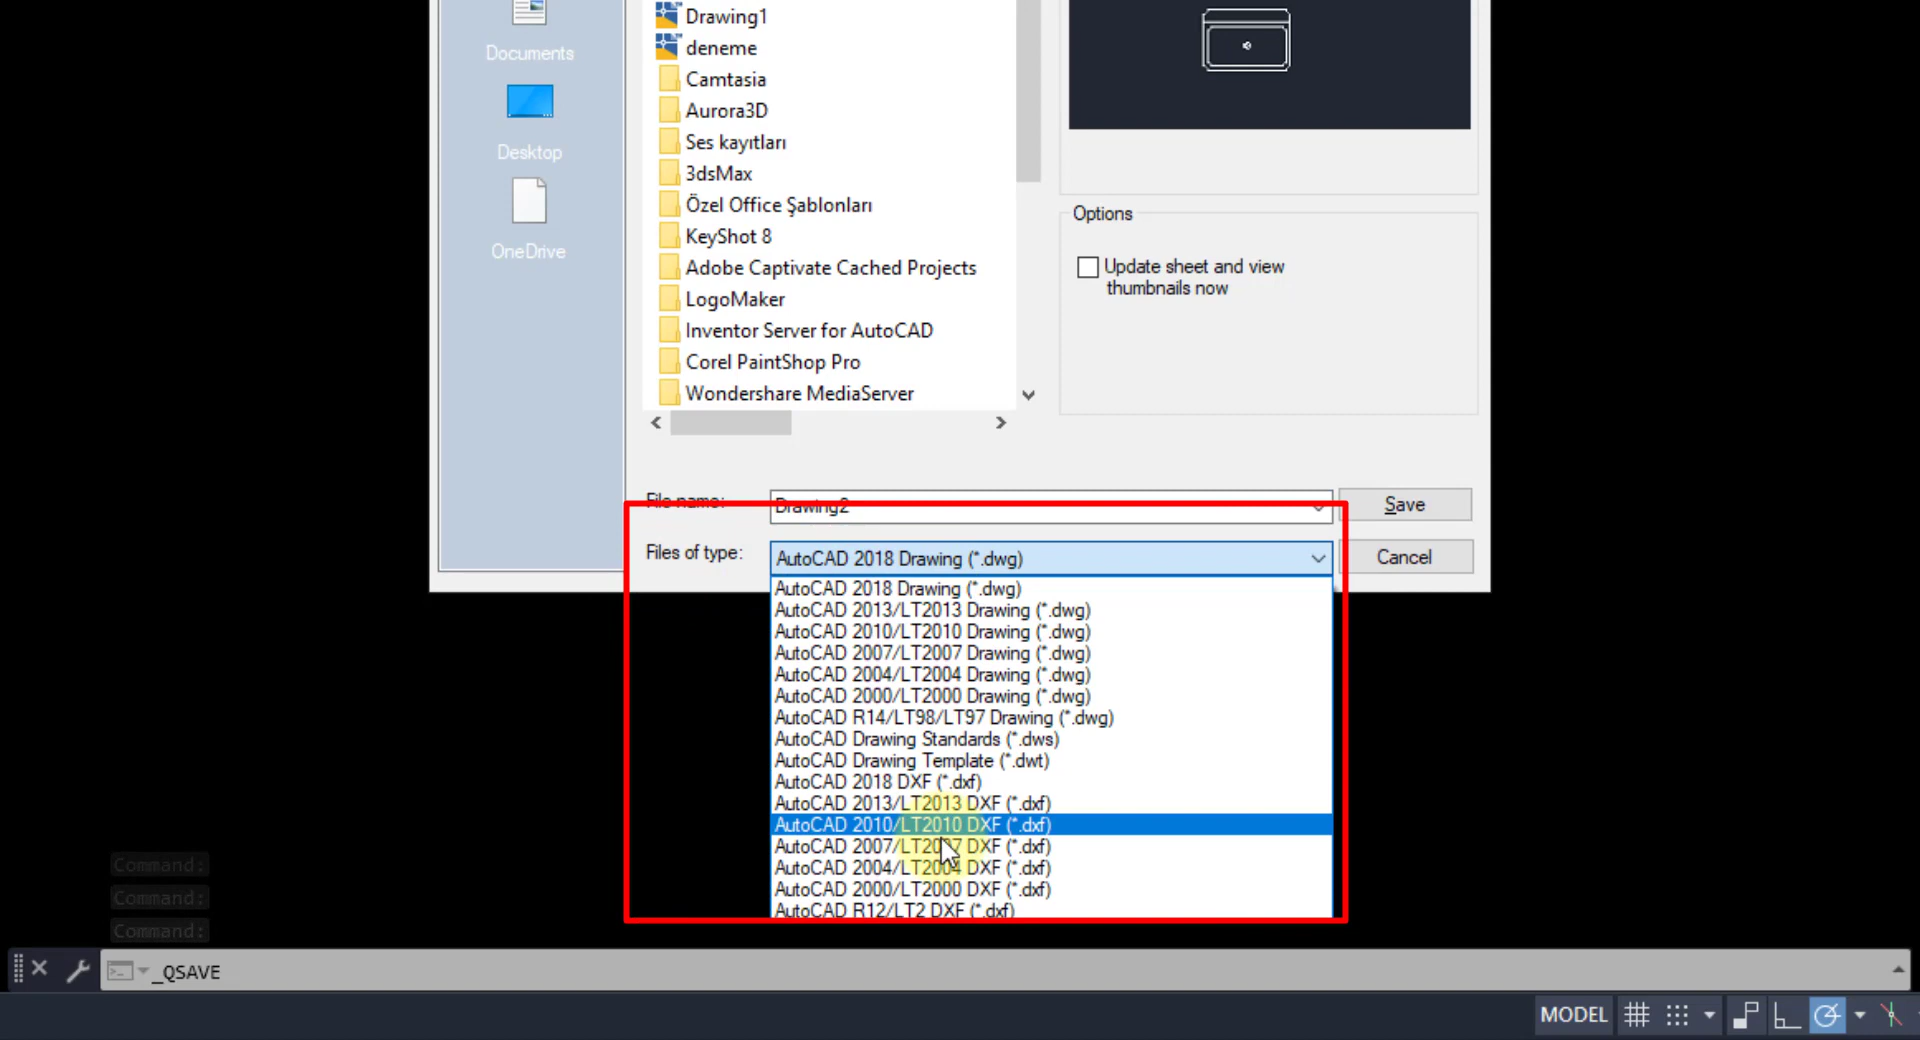 Documents
Desktop
OneDrive
Drawing1
deneme
Camtasia
Aurora3D
Ses kayıtları
3dsMax
Özel Office Şablonları
KeyShot 8
Adobe Captivate Cached Projects
LogoMaker
Inventor Server for AutoCAD
Corel PaintShop Pro
Wondershare MediaServer
Options
Update sheet and view
thumbnails now
File name:
Drawing2
Save
Files of type:
AutoCAD 2018 Drawing (*.dwg)
Cancel
AutoCAD 2018 Drawing (*.dwg)
AutoCAD 2013/LT2013 Drawing (*.dwg)
AutoCAD 2010/LT2010 Drawing (*.dwg)
AutoCAD 2007/LT2007 Drawing (*.dwg)
AutoCAD 2004/LT2004 Drawing (*.dwg)
AutoCAD 2000/LT2000 Drawing (*.dwg)
AutoCAD R14/LT98/LT97 Drawing (*.dwg)
AutoCAD Drawing Standards (*.dws)
AutoCAD Drawing Template (*.dwt)
AutoCAD 2018 DXF (*.dxf)
AutoCAD 2013/LT2013 DXF (*.dxf)
AutoCAD 2010/LT2010 DXF (*.dxf)
AutoCAD 2007/LT2007 DXF (*.dxf)
AutoCAD 2004/LT2004 DXF (*.dxf)
AutoCAD 2000/LT2000 DXF (*.dxf)
AutoCAD R12/LT2 DXF (*.dxf)
Command:
Command:
Command:
_QSAVE
MODEL